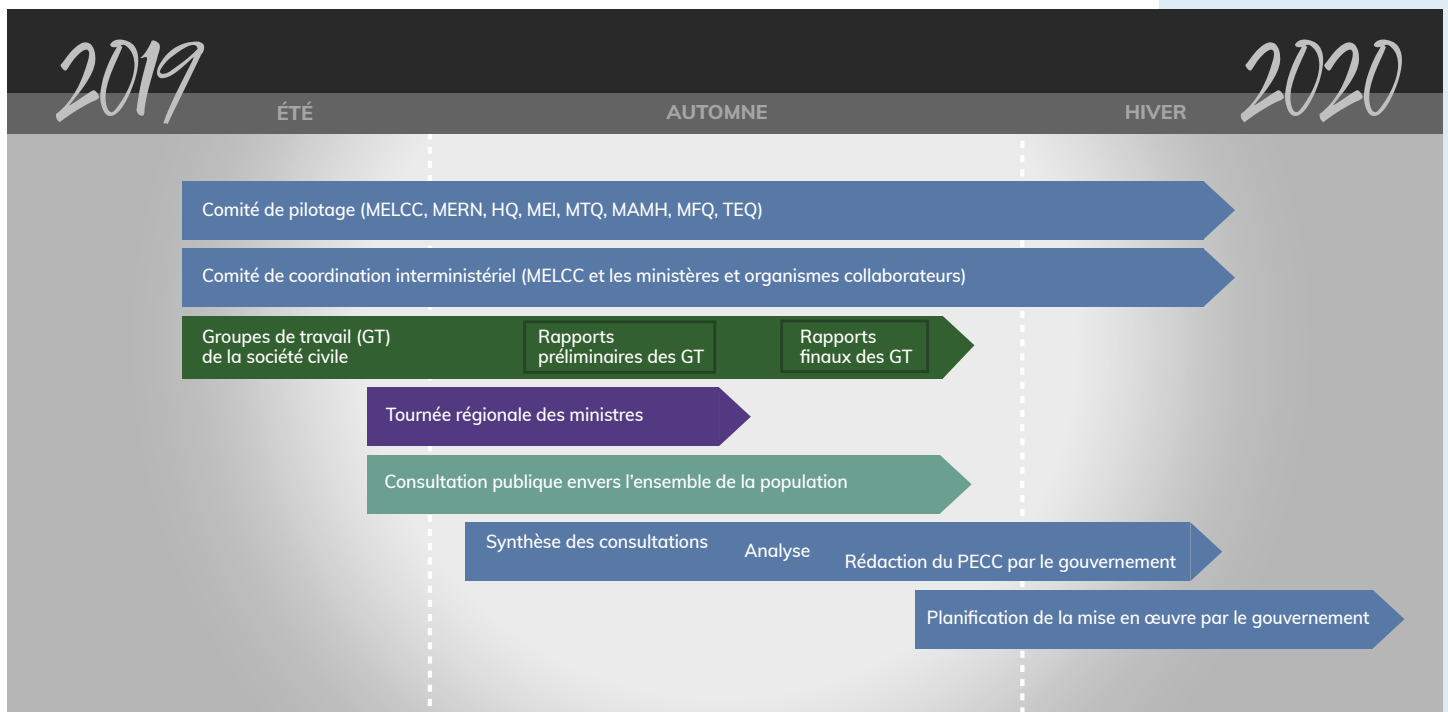 2019
2020
ÉTÉ
AUTOMNE
HIVER
Comité de pilotage (MELCC, MERN, HQ, MEI, MTQ, MAMH, MFQ, TEQ)
Comité de coordination interministériel (MELCC et les ministères et organismes collaborateurs)
Groupes de travail (GT)
de la société civile
Rapports
préliminaires des GT
Rapports
finaux des GT
Tournée régionale des ministres
Consultation publique envers l'ensemble de la population
Synthèse des consultations
Analyse
Rédaction du PECC par le gouvernement
Planification de la mise en œuvre par le gouvernement